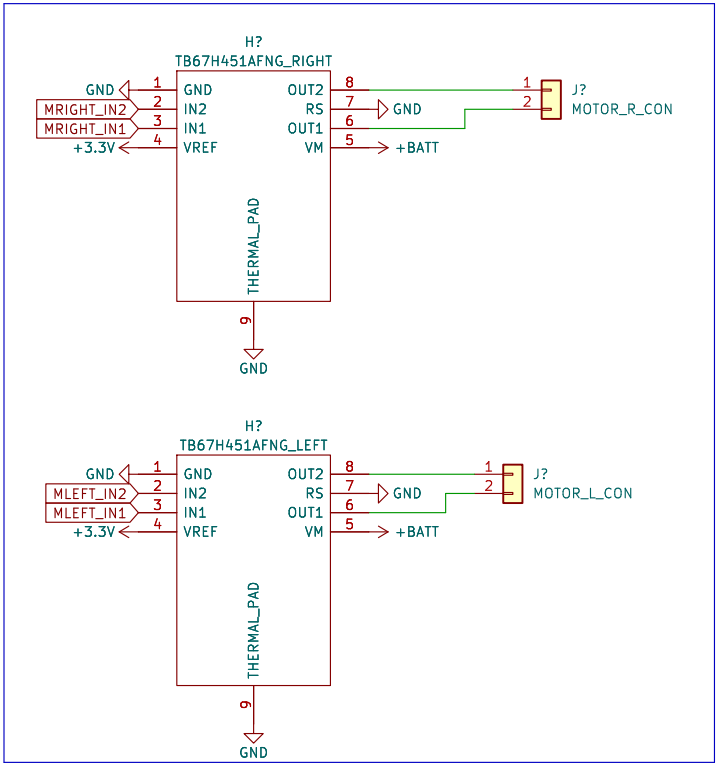 H?
TB67H451AFNG_RIGHT
GND 1 GND OUT2 8 1 J?
MRIGHT_IN2 2 IN2 RS 7 GND 2 MOTOR_R_CON
MRIGHT_IN1 3 IN1 OUT1 6
+3.3V 4 VREF VM 5 +BATT
THERMAL_PAD
9
GND
H?
TB67H451AFNG_LEFT
GND 1 GND OUT2 8 1 J?
MLEFT_IN2 2 IN2 RS 7 GND 2 MOTOR_L_CON
MLEFT_IN1 3 IN1 OUT1 6
+3.3V 4 VREF VM 5 +BATT
THERMAL_PAD
9
GND